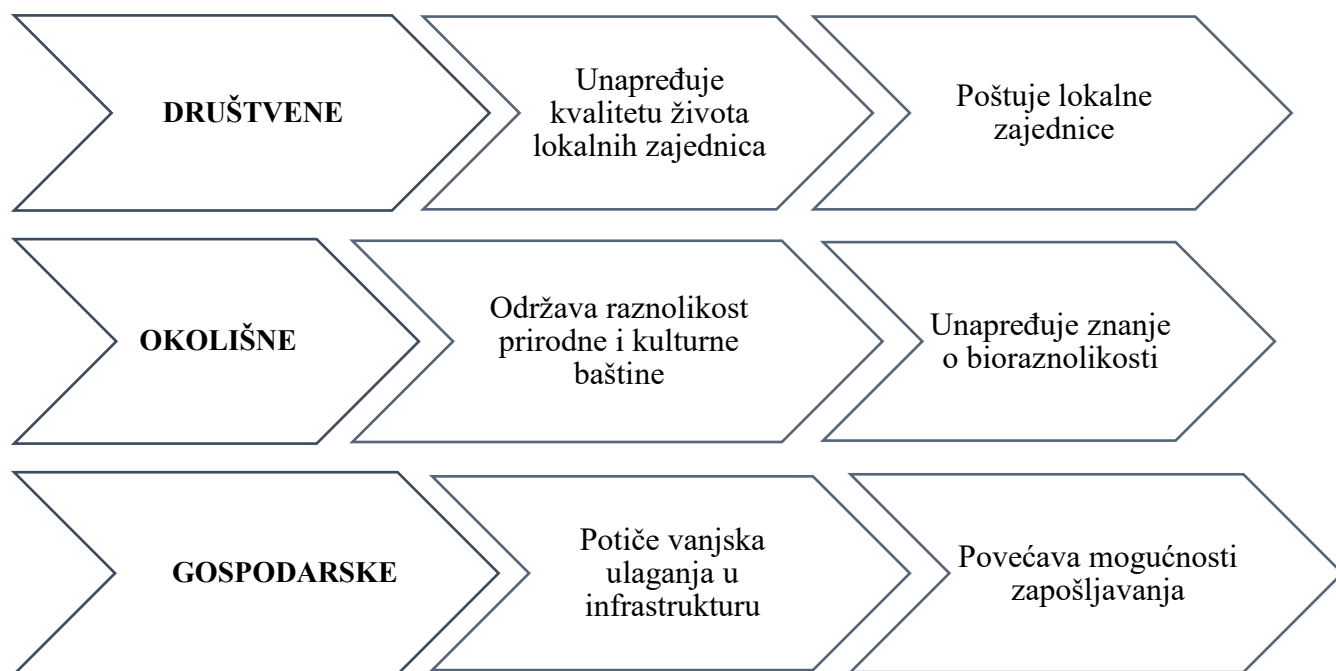 DRUŠTVENE
Unapređuje
kvalitetu života
lokalnih zajednica
Poštuje lokalne
zajednice
OKOLIŠNE
Održava raznolikost
prirodne i kulturne
baštine
Unapređuje znanje
o bioraznolikosti
GOSPODARSKE
Potiče vanjska
ulaganja u
infrastrukturu
Povećava mogućnosti
zapošljavanja